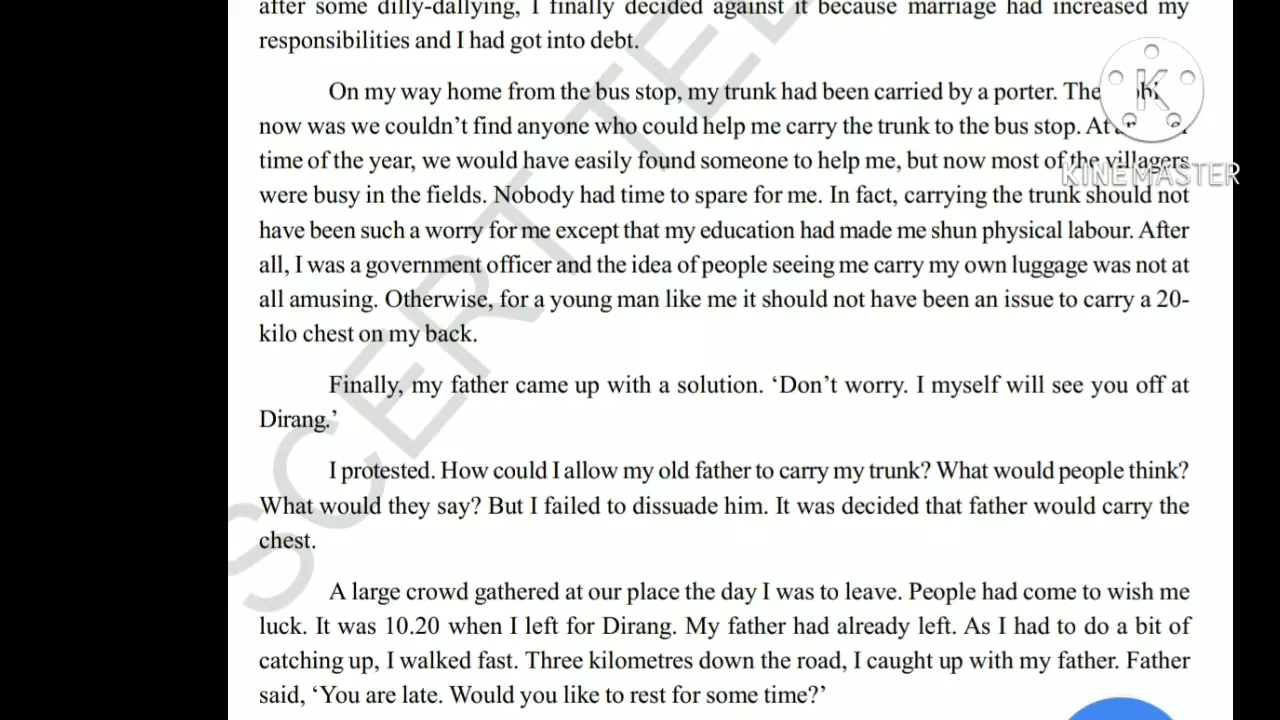 after some dilly-dallying, I finally decided against it because marriage had increased my
responsibilities and I had got into debt.
On my way home from the bus stop, my trunk had been carried by a porter. The
now was we couldn't find anyone who could help me carry the trunk to the bus stop. At
time of the year, we would have easily found someone to help me, but now most of the villagers
were busy in the fields. Nobody had time to spare for me. In fact, carrying the trunk should not
have been such a worry for me except that my education had made me shun physical labour. After
all, I was a government officer and the idea of people seeing me carry my own luggage was not at
all amusing. Otherwise, for a young man like me it should not have been an issue to carry a 20-
kilo chest on my back.
Finally, my father came up with a solution. ‘Don’t worry. I myself will see you off at
Dirang.’
I protested. How could I allow my old father to carry my trunk? What would people think?
What would they say? But I failed to dissuade him. It was decided that father would carry the
chest.
A large crowd gathered at our place the day I was to leave. People had come to wish me
luck. It was 10.20 when I left for Dirang. My father had already left. As I had to do a bit of
catching up, I walked fast. Three kilometres down the road, I caught up with my father. Father
said, ‘You are late. Would you like to rest for some time?’
K
KINEMASTER
SCERT TEL